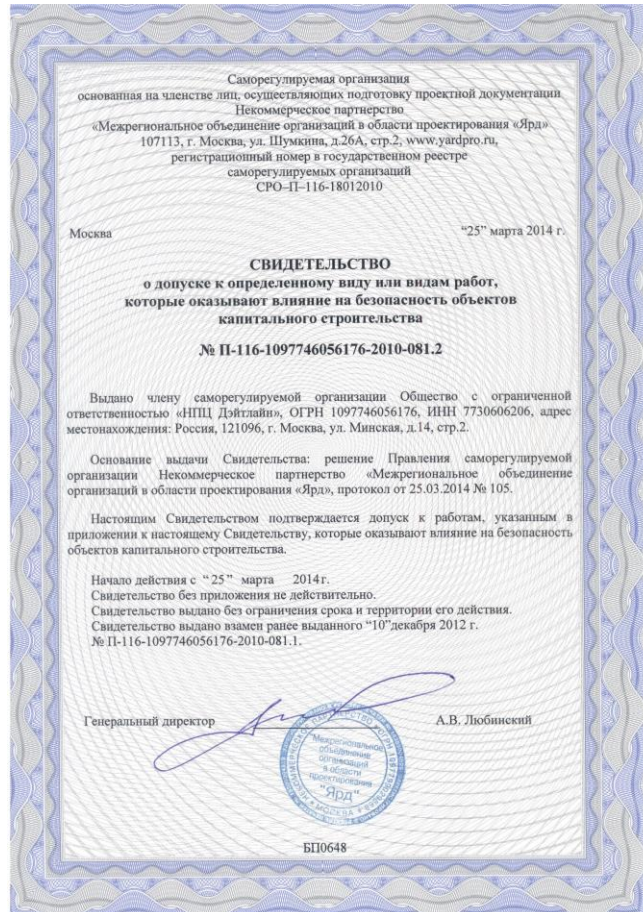 Саморегулируемая организация
основанная на членстве лиц, осуществляющих подготовку проектной документации
Некоммерческое партнерство
«Межрегиональное объединение организаций в области проектирования «Ярд»
107113, г. Москва, ул. Шумкина, д.26А, стр.2, www.yardpro.ru,
регистрационный номер в государственном реестре
саморегулируемых организаций
СРО–П–116-18012010
Москва “25” марта 2014 г.
СВИДЕТЕЛЬСТВО
о допуске к определенному виду или видам работ,
которые оказывают влияние на безопасность объектов
капитального строительства
№ П-116-1097746056176-2010-081.2
Выдано члену саморегулируемой организации Общество с ограниченной
ответственностью «НПЦ Дэйтлайн», ОГРН 1097746056176, ИНН 7730606206, адрес
местонахождения: Россия, 121096, г. Москва, ул. Минская, д.14, стр.2.
Основание выдачи Свидетельства: решение Правления саморегулируемой
организации Некоммерческое партнерство «Межрегиональное объединение
организаций в области проектирования «Ярд», протокол от 25.03.2014 № 105.
Настоящим Свидетельством подтверждается допуск к работам, указанным в
приложении к настоящему Свидетельству, которые оказывают влияние на безопасность
объектов капитального строительства.
Начало действия с “25” марта 2014г.
Свидетельство без приложения не действительно.
Свидетельство выдано без ограничения срока и территории его действия.
Свидетельство выдано взамен ранее выданного “10”декабря 2012 г.
№ П-116-1097746056176-2010-081.1.
Генеральный директор А.В. Любинский
Межрегиональное
объединение
организаций
в области
проектирования
"Ярд"
МОСКВА
БП0648